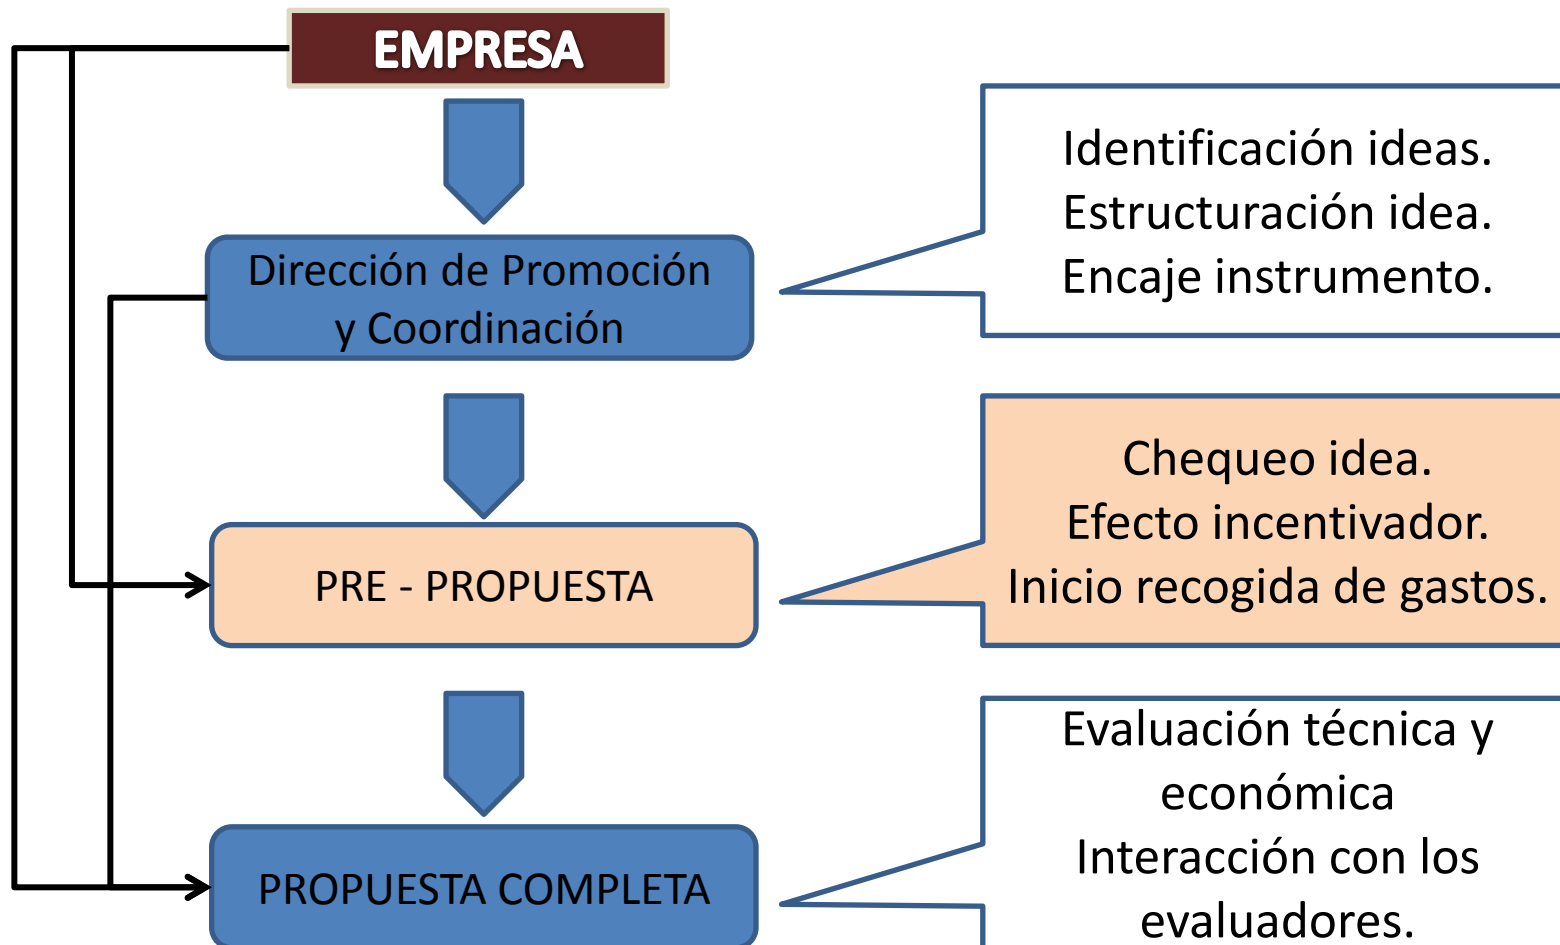 EMPRESA
Identificación ideas.
Estructuración idea.
Encaje instrumento.
Dirección de Promoción
y Coordinación
Chequeo idea.
Efecto incentivador.
Inicio recogida de gastos.
PRE - PROPUESTA
Evaluación técnica y
económica
Interacción con los
evaluadores.
PROPUESTA COMPLETA